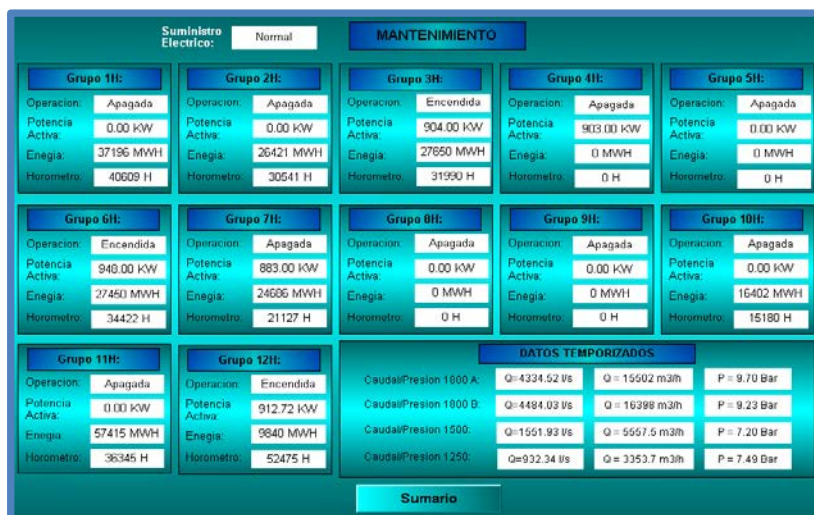 Suministro Electrico: Normal MANTENIMIENTO
Grupo 1H: Grupo 2H: Grupo 3H: Grupo 4H: Grupo 5H:
Operacion: Apagada Operacion: Apagada Operacion: Encendida Operacion: Apagada Operacion: Apagada
Potencia Activa: 0.00 KW Potencia Activa: 0.00 KW Potencia Activa: 904.00 KW Potencia Activa: 903.00 KW Potencia Activa: 0.00 KW
Enegia: 37196 MWH Enegia: 26421 MWH Enegia: 27650 MWH Enegia: 0 MWH Enegia: 0 MWH
Horometro: 40609 H Horometro: 30541 H Horometro: 31990 H Horometro: 0 H Horometro: 0 H
Grupo 6H: Grupo 7H: Grupo 8H: Grupo 9H: Grupo 10H:
Operacion: Encendida Operacion: Apagada Operacion: Apagada Operacion: Apagada Operacion: Apagada
Potencia Activa: 948.00 KW Potencia Activa: 883.00 KW Potencia Activa: 0.00 KW Potencia Activa: 0.00 KW Potencia Activa: 0.00 KW
Enegia: 27450 MWH Enegia: 24606 MWH Enegia: 0 MWH Enegia: 0 MWH Enegia: 16402 MWH
Horometro: 34422 H Horometro: 21127 H Horometro: 0 H Horometro: 0 H Horometro: 15180 H
Grupo 11H: Grupo 12H: DATOS TEMPORIZADOS
Operacion: Apagada Operacion: Encendida Caudal/Presion 1800 A: Q=4334.52 l/s Q = 15502 m3/h P = 9.70 Bar
Potencia Activa: 0.00 KW Potencia Activa: 912.72 KW Caudal/Presion 1800 B: Q=4484.03 l/s Q = 16398 m3/h P = 9.23 Bar
Enegia: 57415 MWH Enegia: 9840 MWH Caudal/Presion 1500: Q=1551.93 l/s Q = 5557.5 m3/h P = 7.20 Bar
Horometro: 36345 H Horometro: 52475 H Caudal/Presion 1250: Q=932.34 l/s Q = 3353.7 m3/h P = 7.49 Bar
Sumario